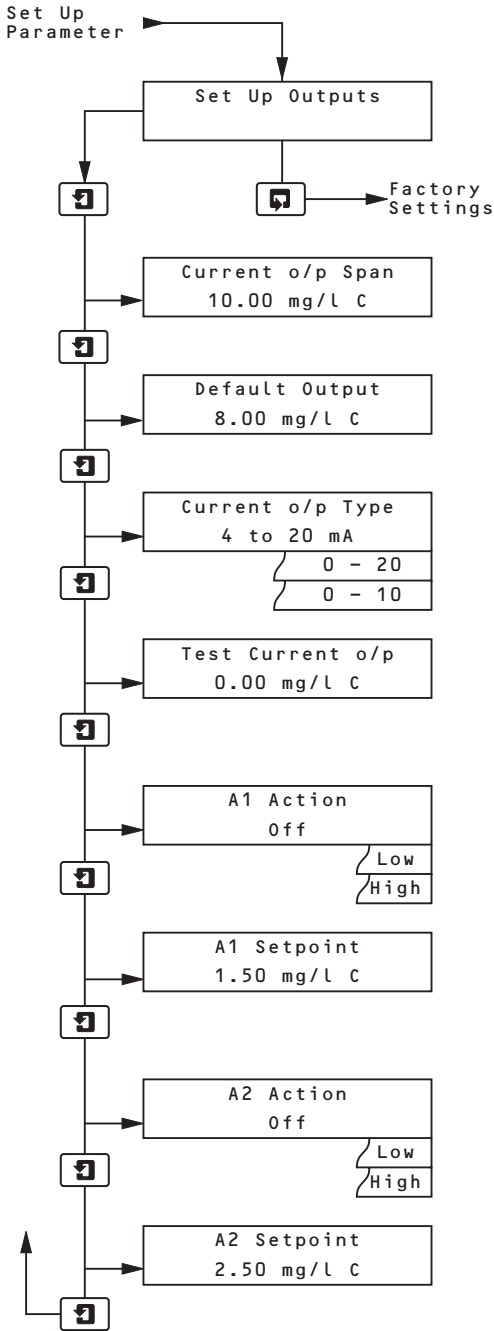 Set Up
Parameter
Set Up Outputs
Factory
Settings
Current o/p Span
10.00 mg/l C
Default Output
8.00 mg/l C
Current o/p Type
4 to 20 mA
0 – 20
0 – 10
Test Current o/p
0.00 mg/l C
A1 Action
Off
Low
High
A1 Setpoint
1.50 mg/l C
A2 Action
Off
Low
High
A2 Setpoint
2.50 mg/l C